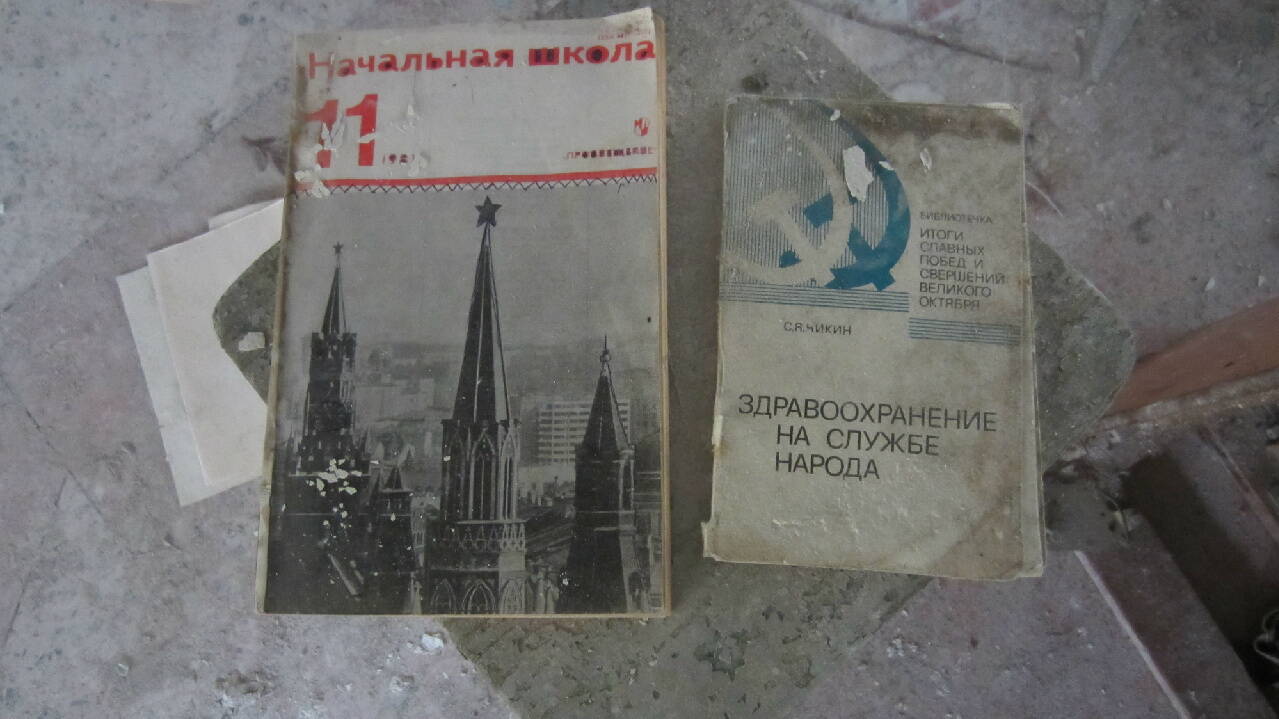 Начальная школа
11
ПРОСВЕЩЕНИЕ
БИБЛИОТЕЧКА
ИТОГИ
СЛАВНЫХ
ПОБЕД И
СВЕРШЕНИЙ
ВЕЛИКОГО
ОКТЯБРЯ
С.Я.ЧИКИН
ЗДРАВООХРАНЕНИЕ
НА СЛУЖБЕ
НАРОДА